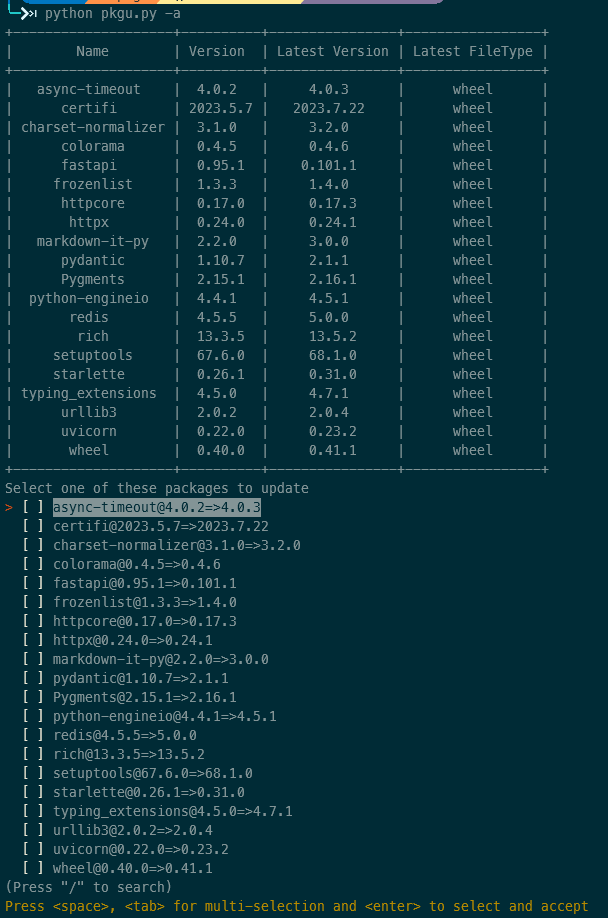 python pkgu.py -a
| Name | Version | Latest Version | Latest FileType |
| async-timeout | 4.0.2 | 4.0.3 | wheel |
| certifi | 2023.5.7 | 2023.7.22 | wheel |
| charset-normalizer | 3.1.0 | 3.2.0 | wheel |
| colorama | 0.4.5 | 0.4.6 | wheel |
| fastapi | 0.95.1 | 0.101.1 | wheel |
| frozenlist | 1.3.3 | 1.4.0 | wheel |
| httpcore | 0.17.0 | 0.17.3 | wheel |
| httpx | 0.24.0 | 0.24.1 | wheel |
| markdown-it-py | 2.2.0 | 3.0.0 | wheel |
| pydantic | 1.10.7 | 2.1.1 | wheel |
| Pygments | 2.15.1 | 2.16.1 | wheel |
| python-engineio | 4.4.1 | 4.5.1 | wheel |
| redis | 4.5.5 | 5.0.0 | wheel |
| rich | 13.3.5 | 13.5.2 | wheel |
| setuptools | 67.6.0 | 68.1.0 | wheel |
| starlette | 0.26.1 | 0.31.0 | wheel |
| typing_extensions | 4.5.0 | 4.7.1 | wheel |
| urllib3 | 2.0.2 | 2.0.4 | wheel |
| uvicorn | 0.22.0 | 0.23.2 | wheel |
| wheel | 0.40.0 | 0.41.1 | wheel |
Select one of these packages to update
> [ ] async-timeout@4.0.2=>4.0.3
[ ] certifi@2023.5.7=>2023.7.22
[ ] charset-normalizer@3.1.0=>3.2.0
[ ] colorama@0.4.5=>0.4.6
[ ] fastapi@0.95.1=>0.101.1
[ ] frozenlist@1.3.3=>1.4.0
[ ] httpcore@0.17.0=>0.17.3
[ ] httpx@0.24.0=>0.24.1
[ ] markdown-it-py@2.2.0=>3.0.0
[ ] pydantic@1.10.7=>2.1.1
[ ] Pygments@2.15.1=>2.16.1
[ ] python-engineio@4.4.1=>4.5.1
[ ] redis@4.5.5=>5.0.0
[ ] rich@13.3.5=>13.5.2
[ ] setuptools@67.6.0=>68.1.0
[ ] starlette@0.26.1=>0.31.0
[ ] typing_extensions@4.5.0=>4.7.1
[ ] urllib3@2.0.2=>2.0.4
[ ] uvicorn@0.22.0=>0.23.2
[ ] wheel@0.40.0=>0.41.1
(Press "/" to search)
Press <space>, <tab> for multi-selection and <enter> to select and accept